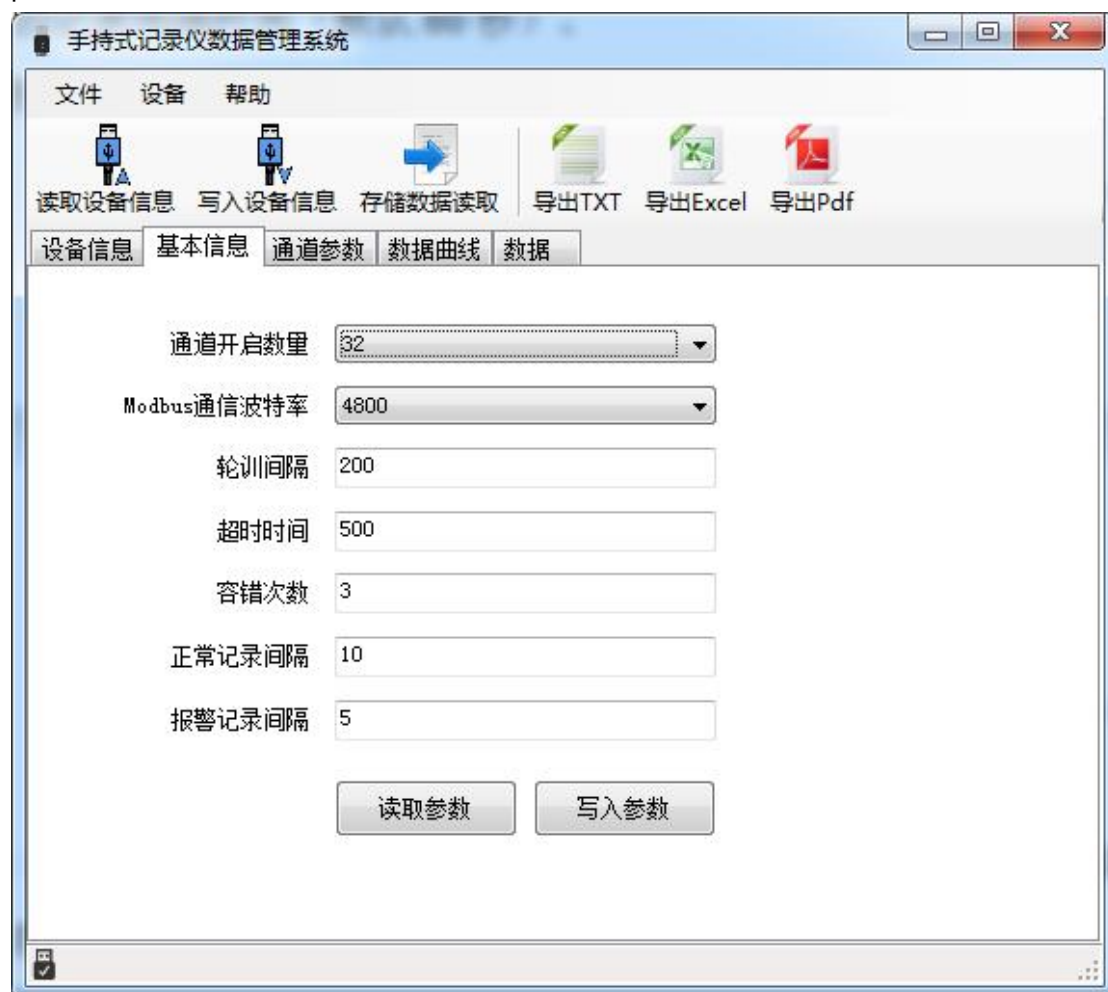 手持式记录仪数据管理系统
文件 设备 帮助
读取设备信息 写入设备信息 存储数据读取 导出TXT 导出Excel 导出Pdf
设备信息 基本信息 通道参数 数据曲线 数据
通道开启数量 32
Modbus通信波特率 4800
轮训间隔 200
超时时间 500
容错次数 3
正常记录间隔 10
报警记录间隔 5
读取参数 写入参数